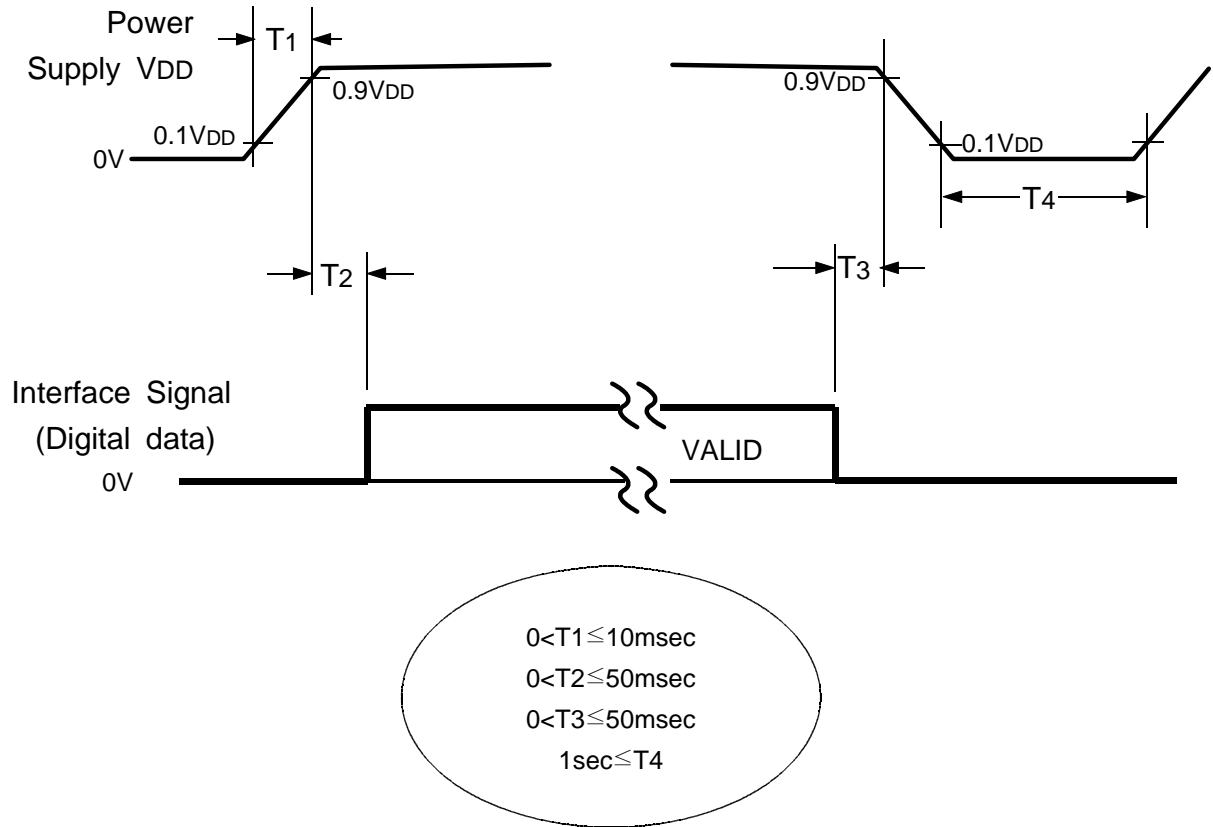 Power
Supply VDD
T1
0.9VDD
0.1VDD
0V
0.9VDD
0.1VDD
T4
T2
T3
Interface Signal
(Digital data)
VALID
0V
0<T1≤10msec
0<T2≤50msec
0<T3≤50msec
1sec≤T4